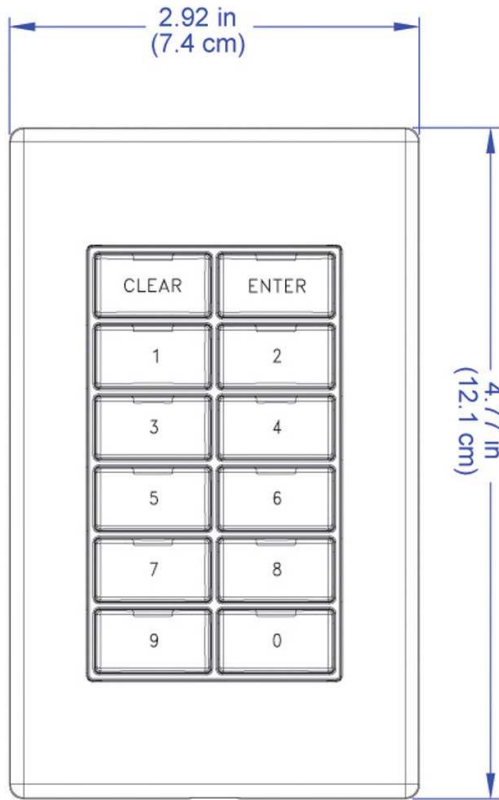 2.92 in
(7.4 cm)
CLEAR ENTER
1 2
3 4
5 6
7 8
9 0
4.77 in
(12.1 cm)